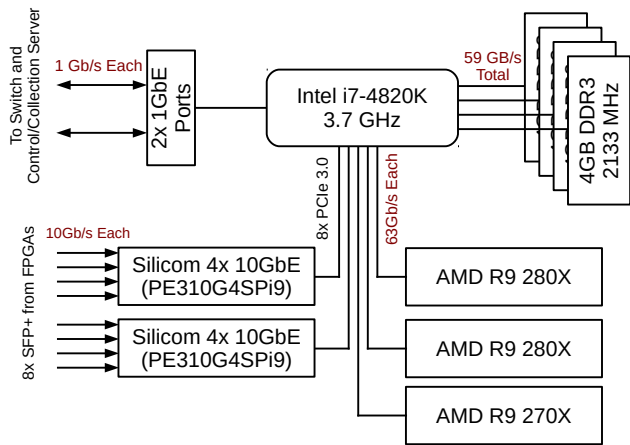 To Switch and
Control/Collection Server
1 Gb/s Each
2x 1GbE
Ports
Intel i7-4820K
3.7 GHz
59 GB/s
Total
4GB DDR3
2133 MHz
8x PCIe 3.0
63Gb/s Each
8x SFP+ from FPGAs
10Gb/s Each
Silicom 4x 10GbE
(PE310G4SPi9)
Silicom 4x 10GbE
(PE310G4SPi9)
AMD R9 280X
AMD R9 280X
AMD R9 270X